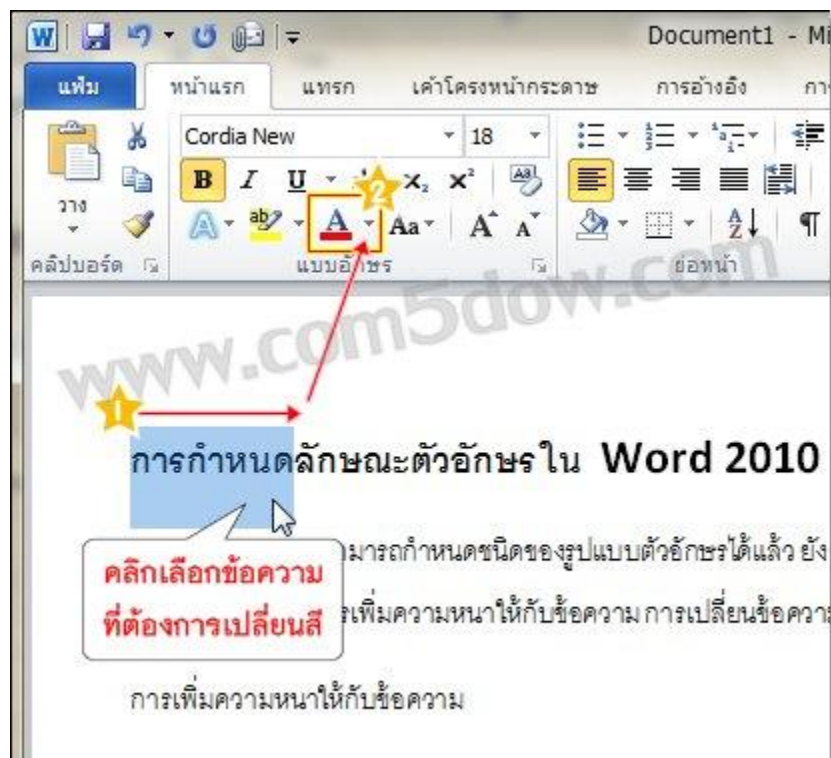 Document1 - Mi
แฟ้ม หน้าแรก แทรก เค้าโครงหน้ากระดาษ การอ้างอิง กา
Cordia New 18
B I U x₂ x²
วาง
ab A Aa A A A Z
คลิปบอร์ด แบบอักษร ย่อหน้า
www.com5dow.com
2
1
การกำหนดลักษณะตัวอักษรใน Word 2010
มารถกำหนดชนิดของรูปแบบตัวอักษรได้แล้ว ยัง
คลิกเลือกข้อความ
ที่ต้องการเปลี่ยนสี
เพิ่มความหนาให้กับข้อความ การเปลี่ยนข้อควา
การเพิ่มความหนาให้กับข้อความ